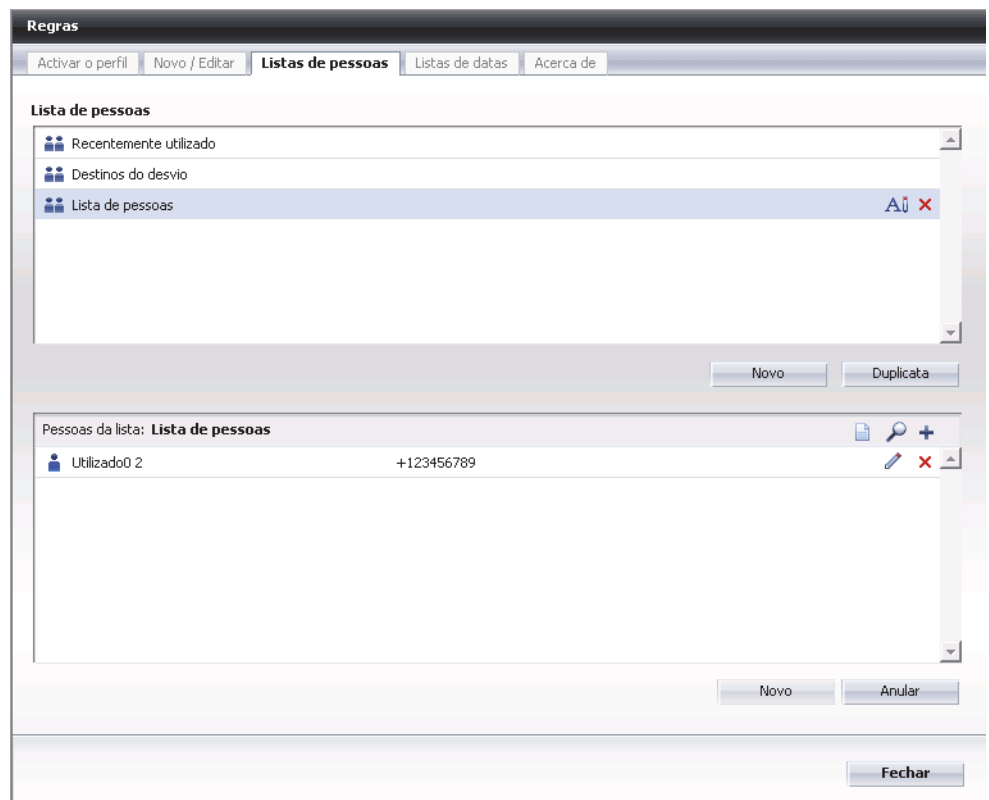 Regras
Activar o perfil Novo / Editar Listas de pessoas Listas de datas Acerca de
Lista de pessoas
Recentemente utilizado
Destinos do desvio
Lista de pessoas
Novo Duplicata
Pessoas da lista: Lista de pessoas
Utilizado0 2 +123456789
Novo Anular
Fechar